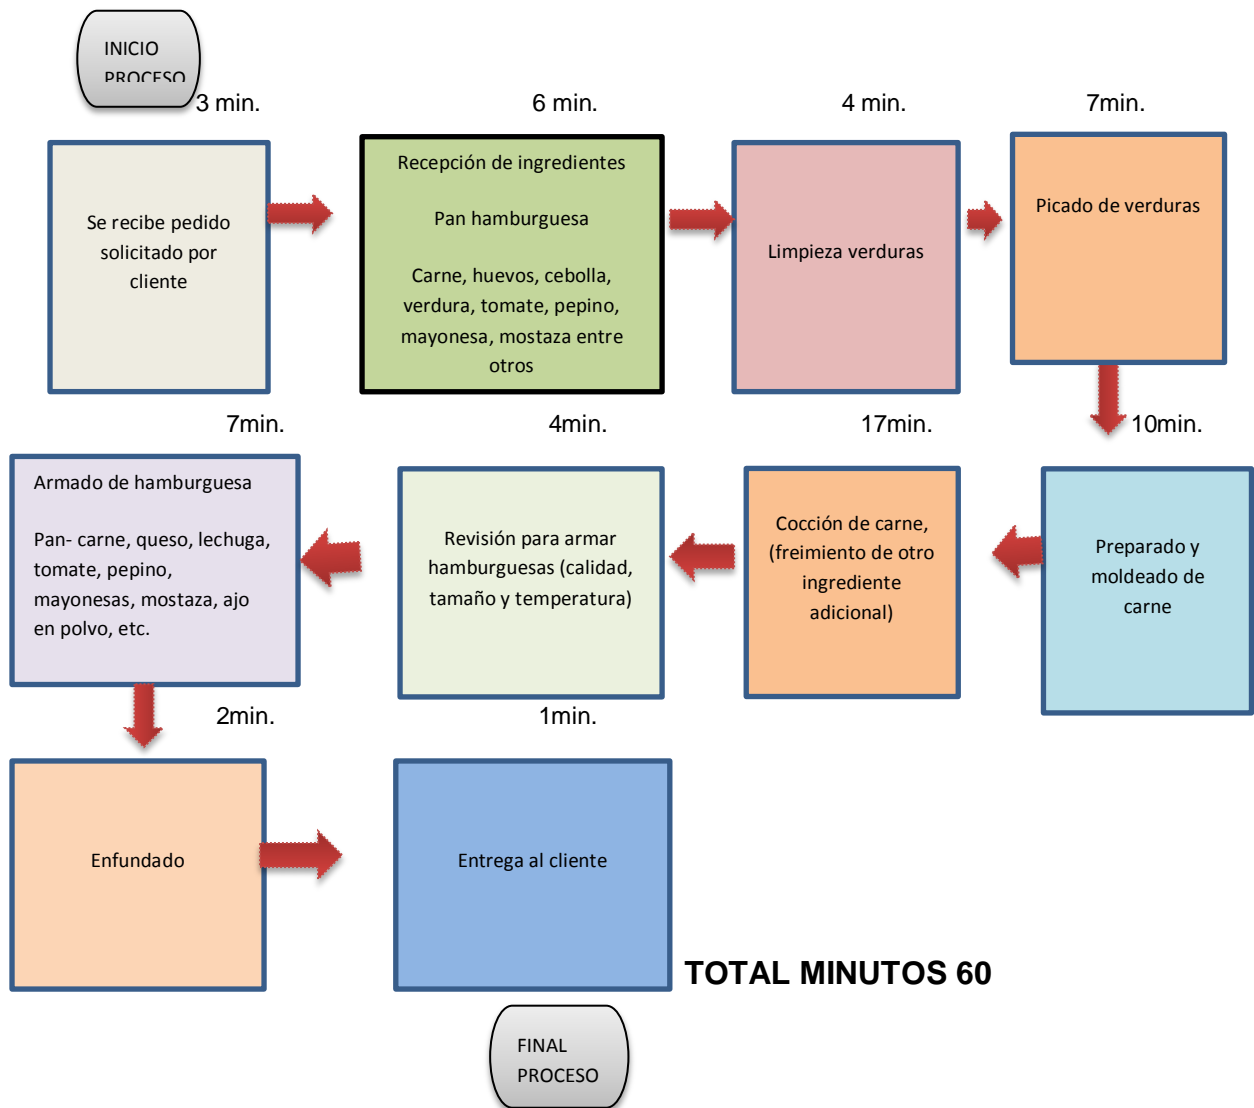 INICIO
PROCESO
3 min.
6 min.
4 min.
7min.
Se recibe pedido
solicitado por
cliente
Recepción de ingredientes
Pan hamburguesa
Carne, huevos, cebolla,
verdura, tomate, pepino,
mayonesa, mostaza entre
otros
Limpieza verduras
Picado de verduras
7min.
4min.
17min.
10min.
Armado de hamburguesa
Pan- carne, queso, lechuga,
tomate, pepino,
mayonesas, mostaza, ajo
en polvo, etc.
Revisión para armar
hamburguesas (calidad,
tamaño y temperatura)
Cocción de carne,
(freimiento de otro
ingrediente
adicional)
Preparado y
moldeado de
carne
2min.
1min.
Enfundado
Entrega al cliente
TOTAL MINUTOS 60
FINAL
PROCESO